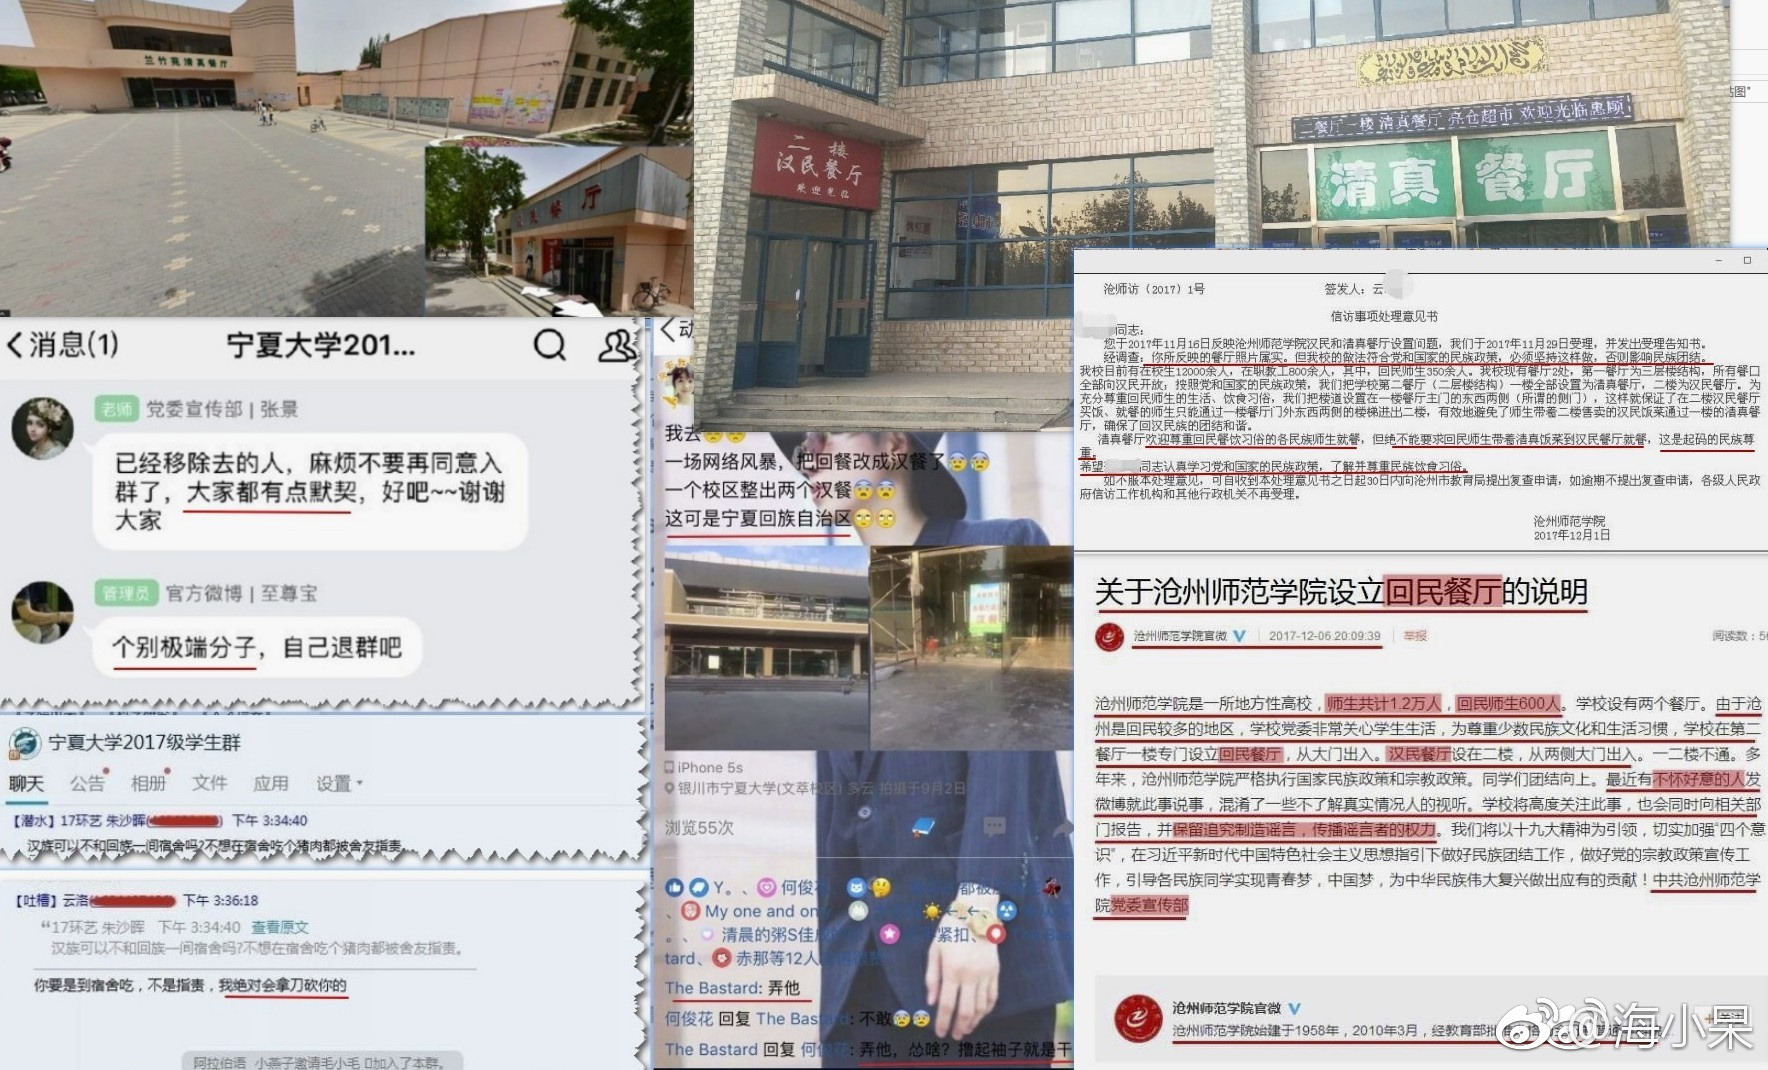 兰竹苑清真餐厅
餐厅
二楼
汉民餐厅
欢迎光临
二餐厅一楼 清真餐厅 亮仓超市 欢迎光临惠顾
清真 餐厅
消息(1)
宁夏大学201...
老师 党委宣传部 | 张景
已经移除去的人，麻烦不要再同意入
群了，大家都有点默契，好吧~~谢谢
大家
管理员 官方微博 | 至尊宝
个别极端分子，自己退群吧
宁夏大学2017级学生群
聊天 公告 相册 文件 应用 设置
【潜水】17环艺 朱沙晖( ) 下午 3:34:40
汉族可以不和回族一间宿舍吗?不想在宿舍吃个猪肉都被舍友指责。
【吐槽】云洛 下午 3:36:18
“17环艺 朱沙晖 下午 3:34:40 查看原文
汉族可以不和回族一间宿舍吗?不想在宿舍吃个猪肉都被舍友指责。
你要是到宿舍吃，不是指责，我绝对会拿刀砍你的
阿拉伯语 小燕子邀请毛小毛 加入了本群。
我去
一场网络风暴，把回餐改成汉餐了
一个校区整出两个汉餐
这可是宁夏回族自治区
iPhone 5s
银川市宁夏大学(文萃校区) 多云 拍摄于9月2日
浏览55次
Y。、 何俊花
My one and on
清晨的粥S佳
紧扣、
tard、 赤那等12人
The Bastard: 弄他
何俊花 回复 The Bastard: 不敢
The Bastard 回复 何俊花: 弄他，怂啥？撸起袖子就是干
沧师访（2017）1号 签发人：云
信访事项处理意见书
同志：
您于2017年11月16日反映沧州师范学院汉民和清真餐厅设置问题，我们于2017年11月29日受理，并发出受理告知书。
经调查：你所反映的餐厅照片属实。但我校的做法符合党和国家的民族政策，必须坚持这样做，否则影响民族团结。
我校目前有在校生12000余人，在职教工800余人，其中，回民师生350余人。我校现有餐厅2处，第一餐厅为三层楼结构，所有餐口
全部向汉民开放；按照党和国家的民族政策，我们把学校第二餐厅（二层楼结构）一楼全部设置为清真餐厅，二楼为汉民餐厅。为
充分尊重回民师生的生活、饮食习俗，我们把楼道设置在一楼餐厅主门的东西两侧（所谓的侧门），这样就保证了在二楼汉民餐厅
买饭、就餐的师生只能通过一楼餐厅门外东西两侧的楼梯进出二楼，有效地避免了师生带着二楼售卖的汉民饭菜通过一楼的清真餐
厅，确保了回汉民族的团结和谐。
清真餐厅欢迎尊重回民餐饮习俗的各民族师生就餐，但绝不能要求回民师生带着清真饭菜到汉民餐厅就餐，这是起码的民族尊
重。
希望 同志认真学习党和国家的民族政策，了解并尊重民族饮食习俗。
如不服本处理意见，可自收到本处理意见书之日起30日内向沧州市教育局提出复查申请，如逾期不提出复查申请，各级人民政
府信访工作机构和其他行政机关不再受理。
沧州师范学院
2017年12月1日
关于沧州师范学院设立回民餐厅的说明
沧州师范学院官微 2017-12-06 20:09:39 举报 阅读数：56
沧州师范学院是一所地方性高校，师生共计1.2万人，回民师生600人。学校设有两个餐厅。由于沧
州是回民较多的地区，学校党委非常关心学生生活，为尊重少数民族文化和生活习惯，学校在第二
餐厅一楼专门设立回民餐厅，从大门出入。汉民餐厅设在二楼，从两侧大门出入。一二楼不通。多
年来，沧州师范学院严格执行国家民族政策和宗教政策。同学们团结向上。最近有不怀好意的人发
微博就此事说事，混淆了一些不了解真实情况人的视听。学校将高度关注此事，也会同时向相关部
门报告，并保留追究制造谣言，传播谣言者的权力。我们将以十九大精神为引领，切实加强“四个意
识”，在习近平新时代中国特色社会主义思想指引下做好民族团结工作，做好党的宗教政策宣传工
作，引导各民族同学实现青春梦，中国梦，为中华民族伟大复兴做出应有的贡献！中共沧州师范学
院党委宣传部
沧州师范学院官微
沧州师范学院始建于1958年，2010年3月，经教育部批
@海小呆